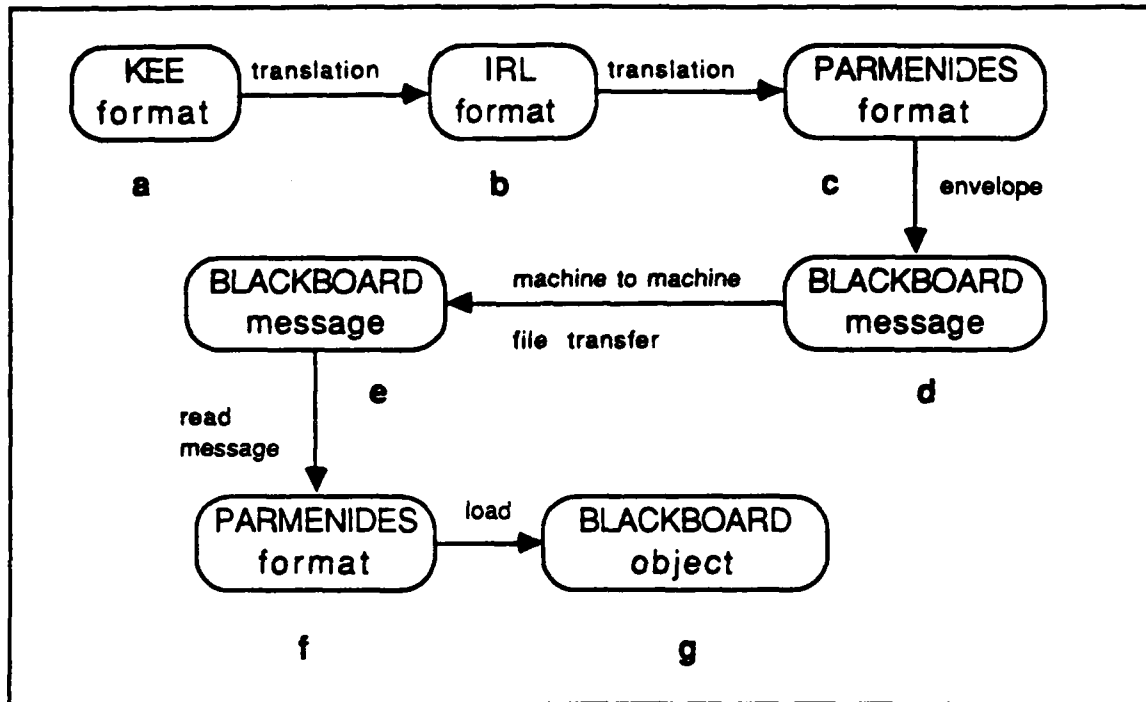 KEE
format
translation
IRL
format
translation
PARMENIDES
format
a
b
c
envelope
BLACKBOARD
message
machine to machine
file transfer
BLACKBOARD
message
e
d
read
message
PARMENIDES
format
load
BLACKBOARD
object
f
g